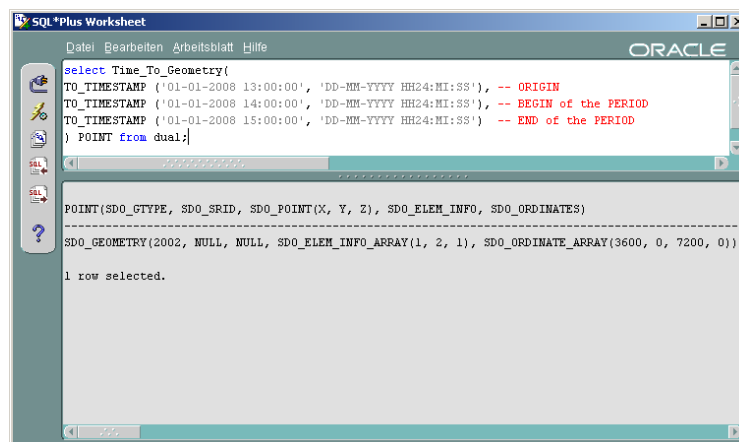 SQL*Plus Worksheet
Datei Bearbeiten Arbeitsblatt Hilfe
ORACLE
select Time_To_Geometry(
TO_TIMESTAMP ('01-01-2008 13:00:00', 'DD-MM-YYYY HH24:MI:SS'), -- ORIGIN
TO_TIMESTAMP ('01-01-2008 14:00:00', 'DD-MM-YYYY HH24:MI:SS'), -- BEGIN of the PERIOD
TO_TIMESTAMP ('01-01-2008 15:00:00', 'DD-MM-YYYY HH24:MI:SS') -- END of the PERIOD
) POINT from dual;
SQL
SQL
POINT(SDO_GTYPE, SDO_SRID, SDO_POINT(X, Y, Z), SDO_ELEM_INFO, SDO_ORDINATES)
--------------------------------------------------------------------------------
SDO_GEOMETRY(2002, NULL, NULL, SDO_ELEM_INFO_ARRAY(1, 2, 1), SDO_ORDINATE_ARRAY(3600, 0, 7200, 0))
1 row selected.